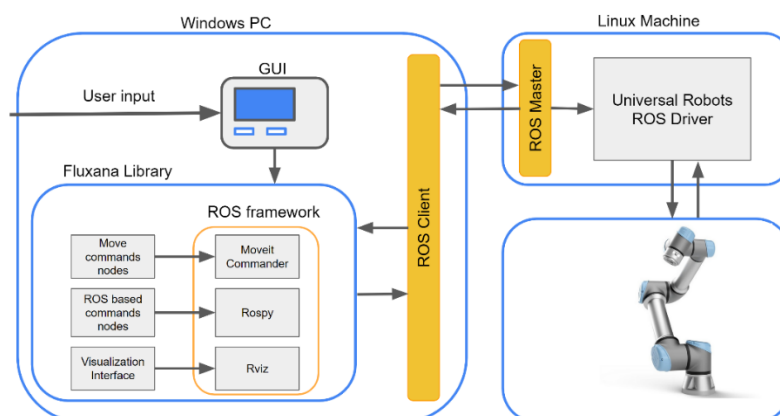 Windows PC
Linux Machine
GUI
User input
Fluxana Library
ROS framework
Move
commands
nodes
Moveit
Commander
ROS based
commands
nodes
Rospy
Visualization
Interface
Rviz
ROS Client
ROS Master
Universal Robots
ROS Driver